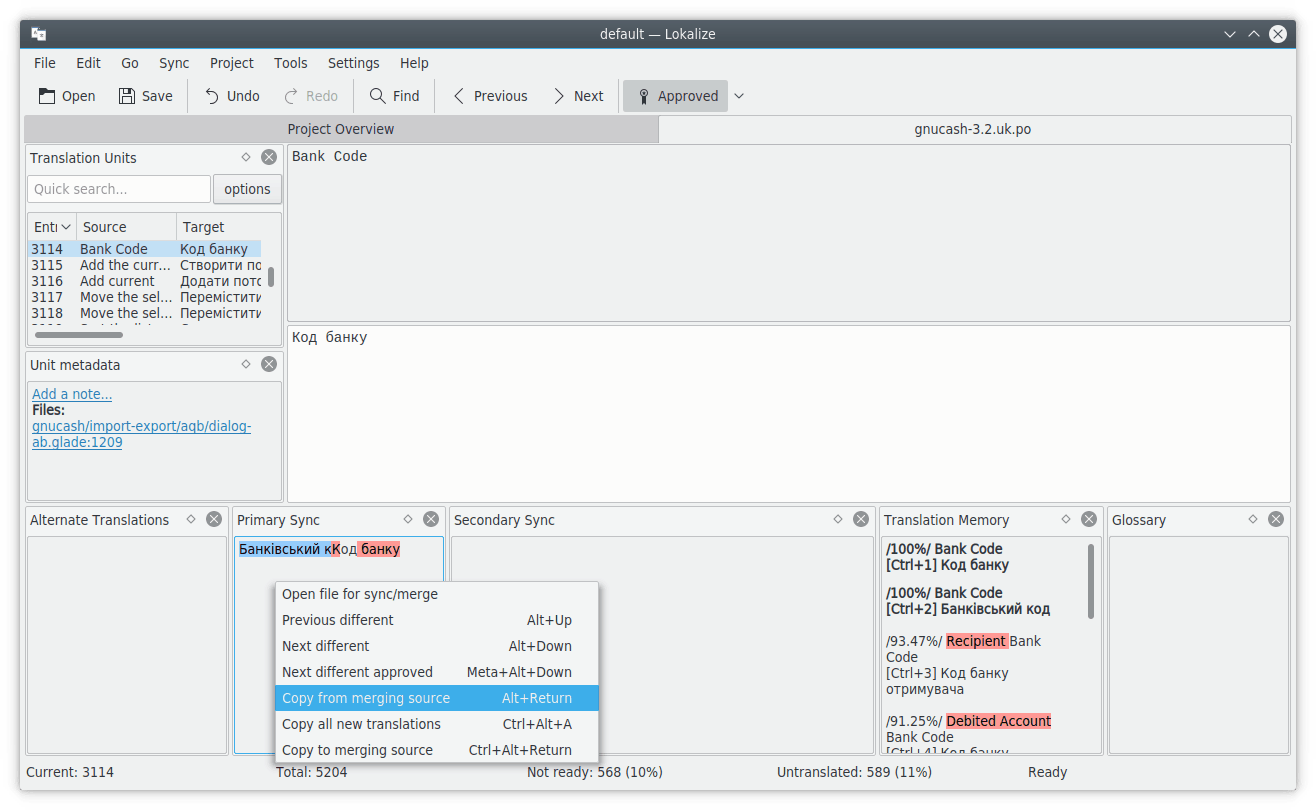 default — Lokalize
File Edit Go Sync Project Tools Settings Help
Open Save Undo Redo Find Previous Next Approved
Project Overview gnucash-3.2.uk.po
Translation Units
Quick search... options
Entr Source Target
3114 Bank Code Код банку
3115 Add the curr... Створити по
3116 Add current Додати пото
3117 Move the sel... Перемістити
3118 Move the sel... Перемістити
Bank Code
Код банку
Unit metadata
Add a note...
Files:
gnucash/import-export/aqb/dialog-
ab.glade:1209
Alternate Translations
Primary Sync
Банківський кКод банку
Open file for sync/merge
Previous different Alt+Up
Next different Alt+Down
Next different approved Meta+Alt+Down
Copy from merging source Alt+Return
Copy all new translations Ctrl+Alt+A
Copy to merging source Ctrl+Alt+Return
Secondary Sync
Translation Memory
/100%/ Bank Code
[Ctrl+1] Код банку
/100%/ Bank Code
[Ctrl+2] Банківський код
/93.47%/ Recipient Bank
Code
[Ctrl+3] Код банку
отримувача
/91.25%/ Debited Account
Bank Code
[Ctrl+4] Код банку
Glossary
Current: 3114 Total: 5204 Not ready: 568 (10%) Untranslated: 589 (11%) Ready